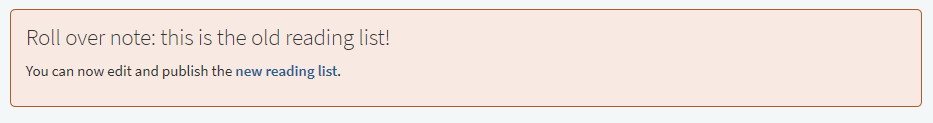 Roll over note: this is the old reading list!
You can now edit and publish the new reading list.